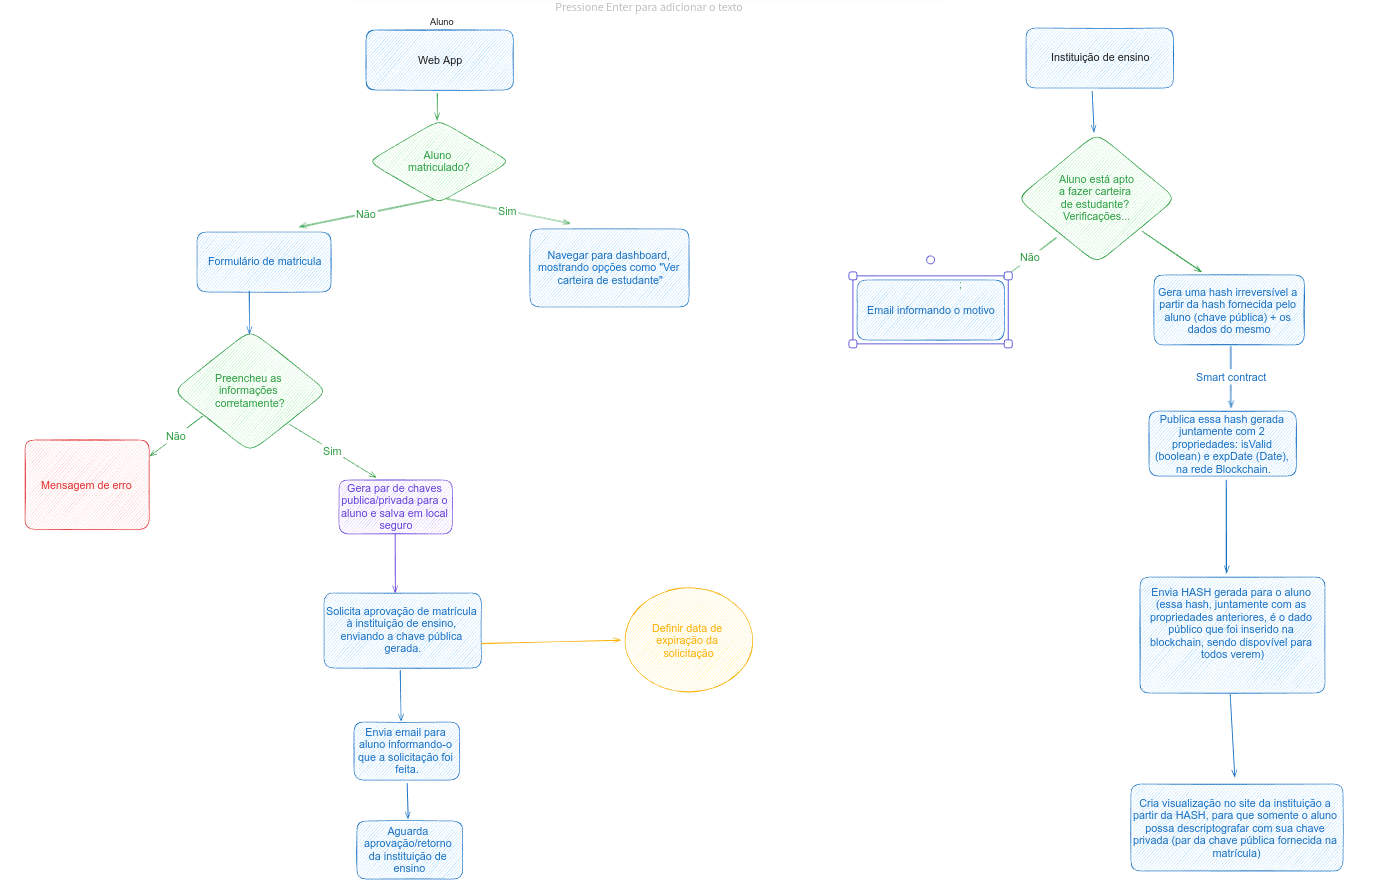 Pressione Enter para adicionar o texto
Aluno
Web App
Aluno
matriculado?
Não
Sim
Formulário de matricula
Navegar para dashboard,
mostrando opções como "Ver
carteira de estudante"
Preencheu as
informações
corretamente?
Não
Sim
Mensagem de erro
Gera par de chaves
publica/privada para o
aluno e salva em local
seguro
Solicita aprovação de matrícula
à instituição de ensino,
enviando a chave pública
gerada.
Definir data de
expiração da
solicitação
Envia email para
aluno informando-o
que a solicitação foi
feita.
Aguarda
aprovação/retorno
da instituição de
ensino
Instituição de ensino
Aluno está apto
a fazer carteira
de estudante?
Verificações...
Não
Email informando o motivo
Gera uma hash irreversível a
partir da hash fornecida pelo
aluno (chave pública) + os
dados do mesmo
Smart contract
Publica essa hash gerada
juntamente com 2
propriedades: isValid
(boolean) e expDate (Date),
na rede Blockchain.
Envia HASH gerada para o aluno
(essa hash, juntamente com as
propriedades anteriores, é o dado
público que foi inserido na
blockchain, sendo dispovível para
todos verem)
Cria visualização no site da instituição a
partir da HASH, para que somente o aluno
possa descriptografar com sua chave
privada (par da chave pública fornecida na
matrícula)